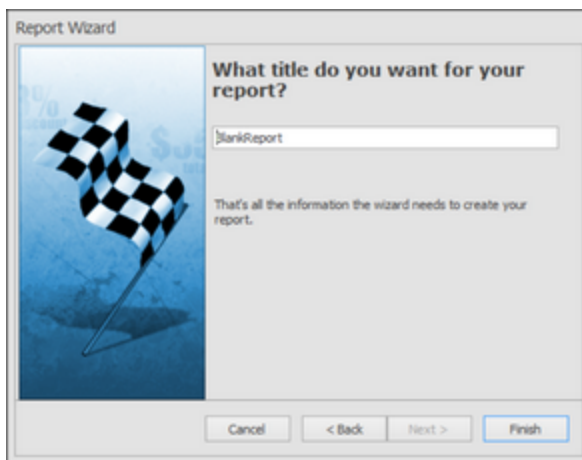 Report Wizard
What title do you want for your
report?
BlankReport
That's all the information the wizard needs to create your
report.
Cancel
< Back
Next >
Finish